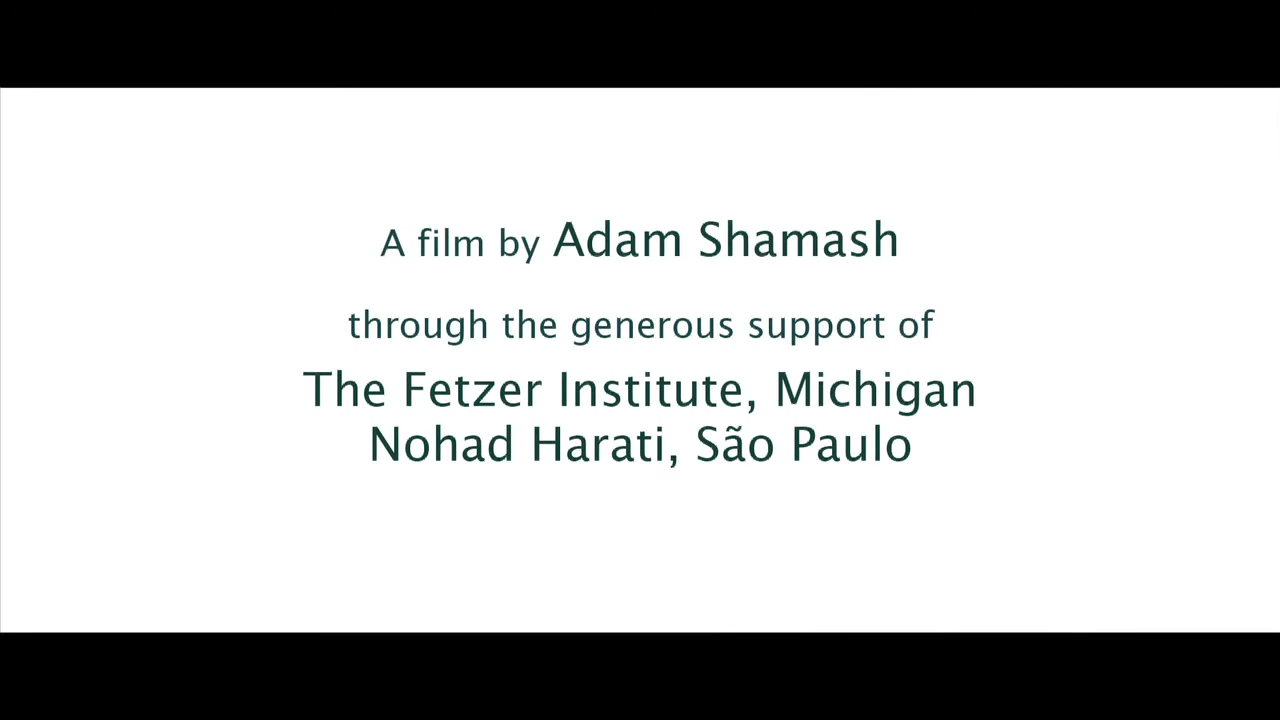 A film by Adam Shamash
through the generous support of
The Fetzer Institute, Michigan
Nohad Harati, São Paulo